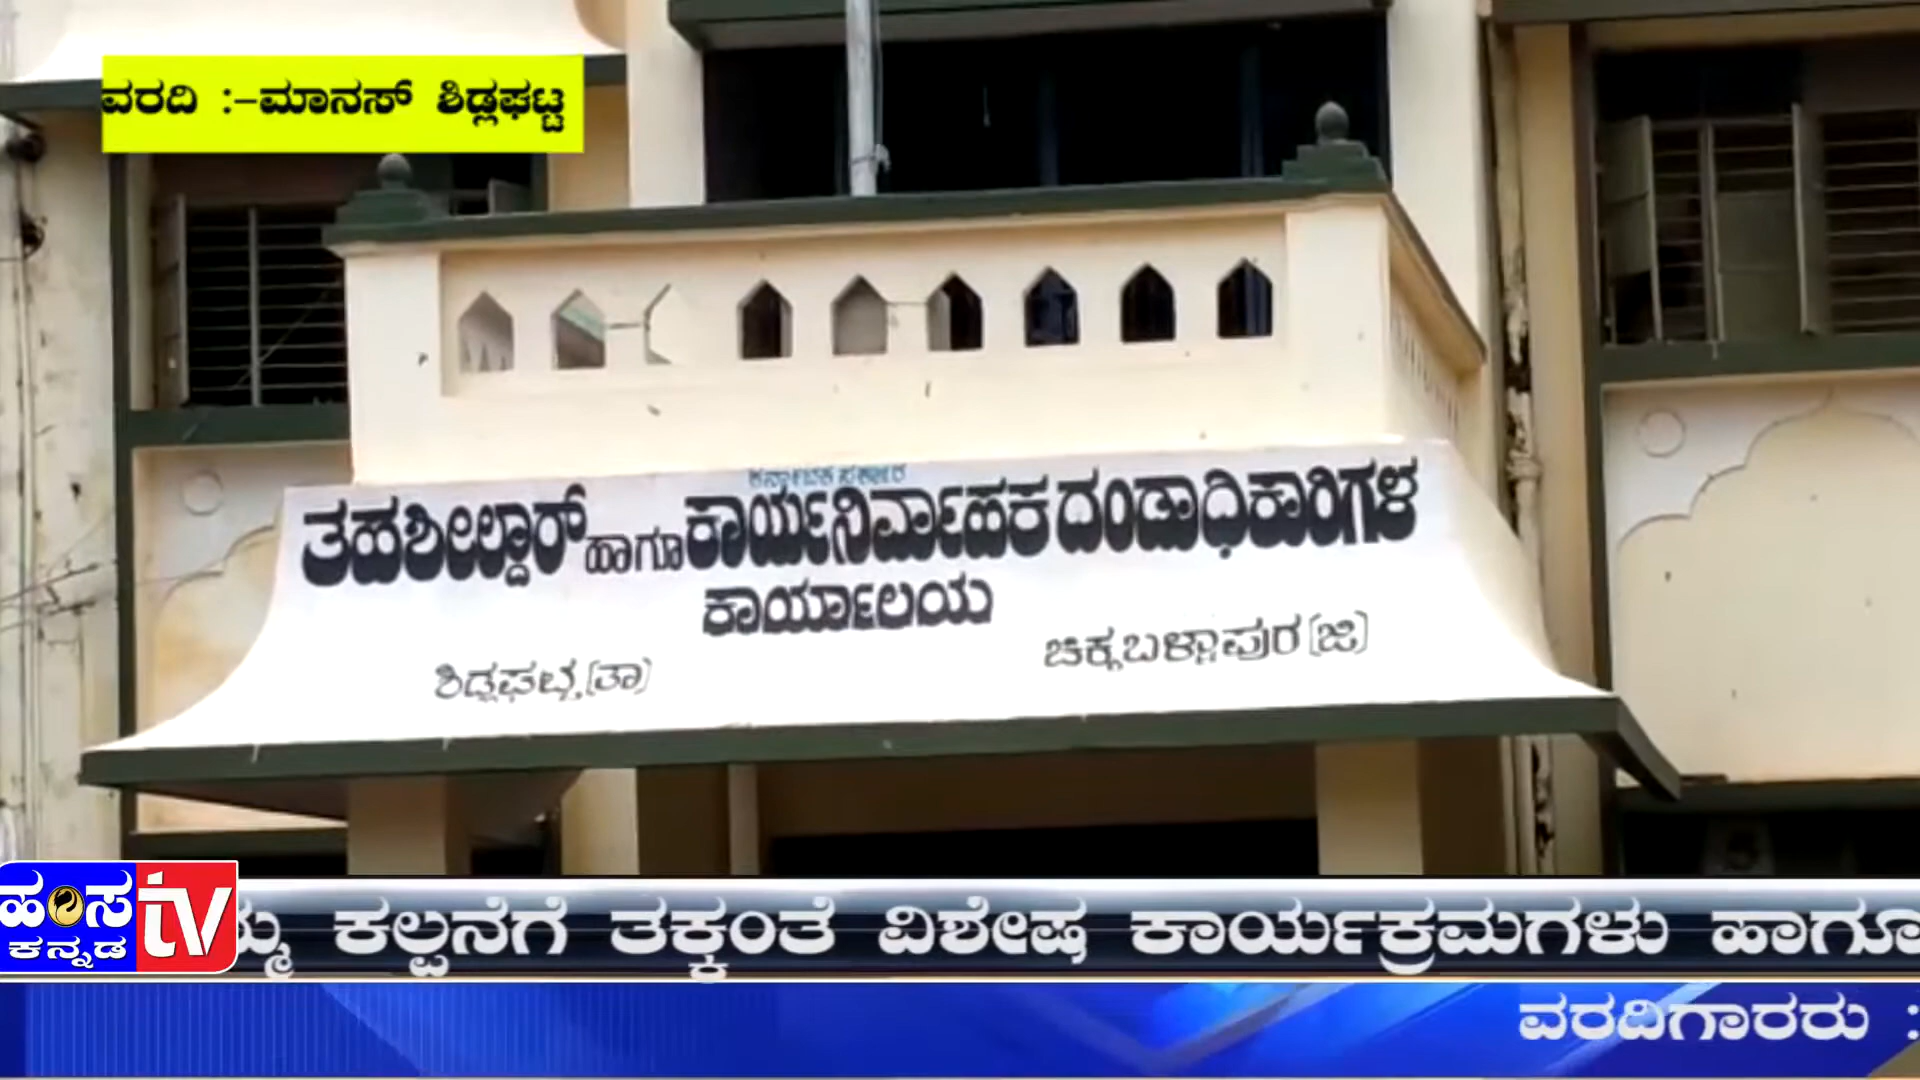 ವರದಿ :-ಮಾನಸ್ ಶಿಡ್ಲಘಟ್ಟ
ಕರ್ನಾಟಕ ಸರ್ಕಾರ
ತಹಶೀಲ್ದಾರ್ ಹಾಗೂ ಕಾರ್ಯನಿರ್ವಾಹಕ ದಂಡಾಧಿಕಾರಿಗಳ
ಕಾರ್ಯಾಲಯ
ಶಿಡ್ಲಘಟ್ಟ(ತಾ) ಚಿಕ್ಕಬಳ್ಳಾಪುರ(ಜಿ)
ಹಂಸ tv
ಕನ್ನಡ
ಕಲ್ಪನೆಗೆ ತಕ್ಕಂತೆ ವಿಶೇಷ ಕಾರ್ಯಕ್ರಮಗಳು ಹಾಗೂ
ವರದಿಗಾರರು :